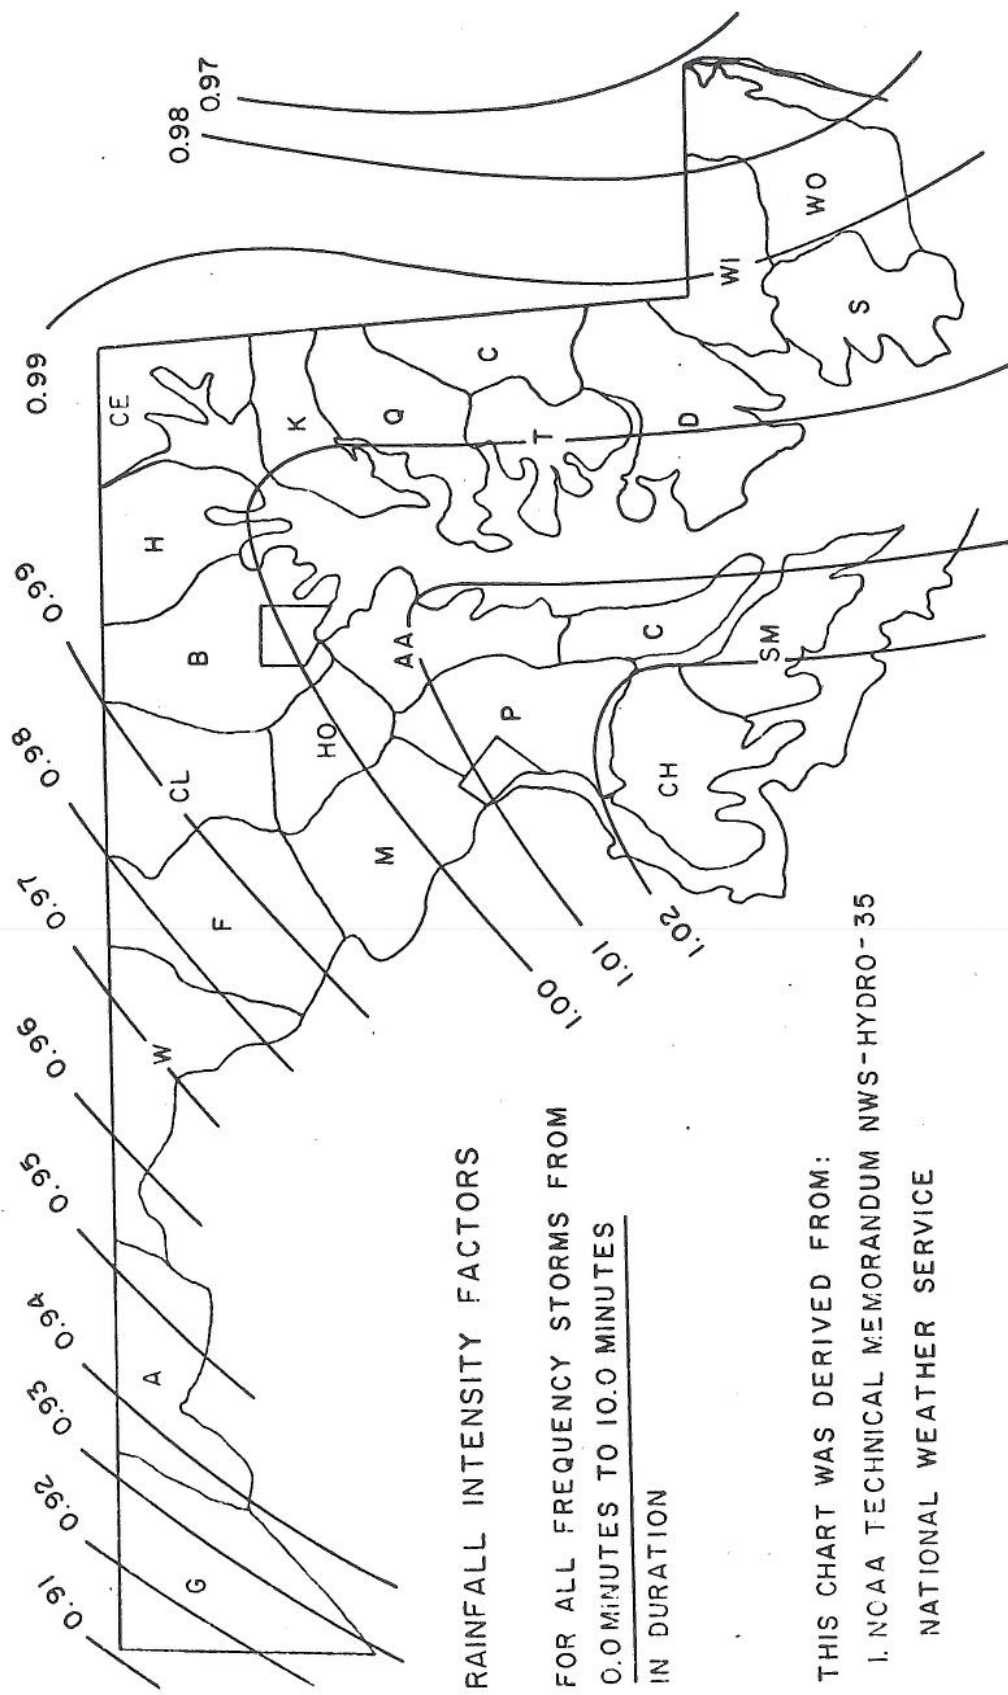 0.91
0.92
0.93
0.94
0.95
0.96
0.97
0.98
0.99
0.99
0.98
0.97
G
A
W
F
CL
B
H
CE
M
HO
K
AA
Q
P
T
C
CH
C
D
SM
WI
S
WO
1.00
1.01
1.02
RAINFALL INTENSITY FACTORS
FOR ALL FREQUENCY STORMS FROM
0.0 MINUTES TO 10.0 MINUTES
IN DURATION
THIS CHART WAS DERIVED FROM:
1. NOAA TECHNICAL MEMORANDUM NWS-HYDRO-35
NATIONAL WEATHER SERVICE